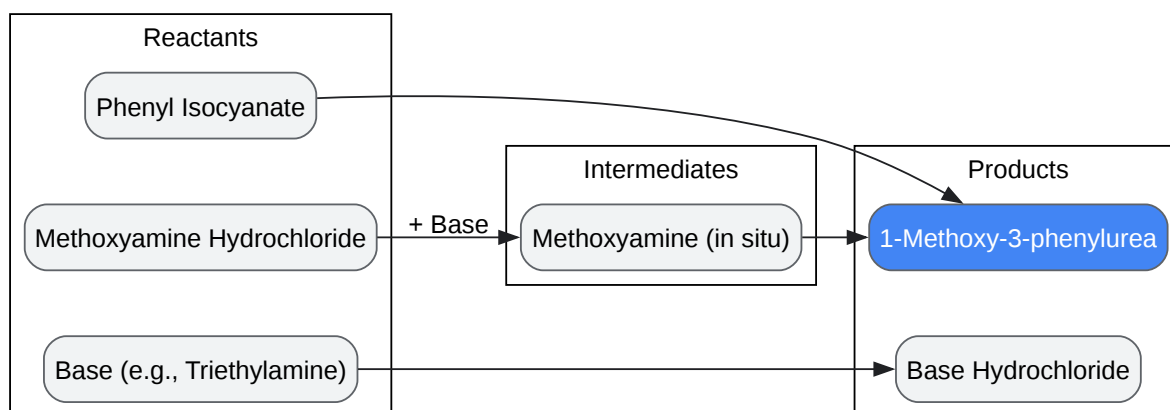 Reactants
Phenyl Isocyanate
Methoxyamine Hydrochloride
Base (e.g., Triethylamine)
+ Base
Intermediates
Methoxyamine (in situ)
Products
1-Methoxy-3-phenylurea
Base Hydrochloride